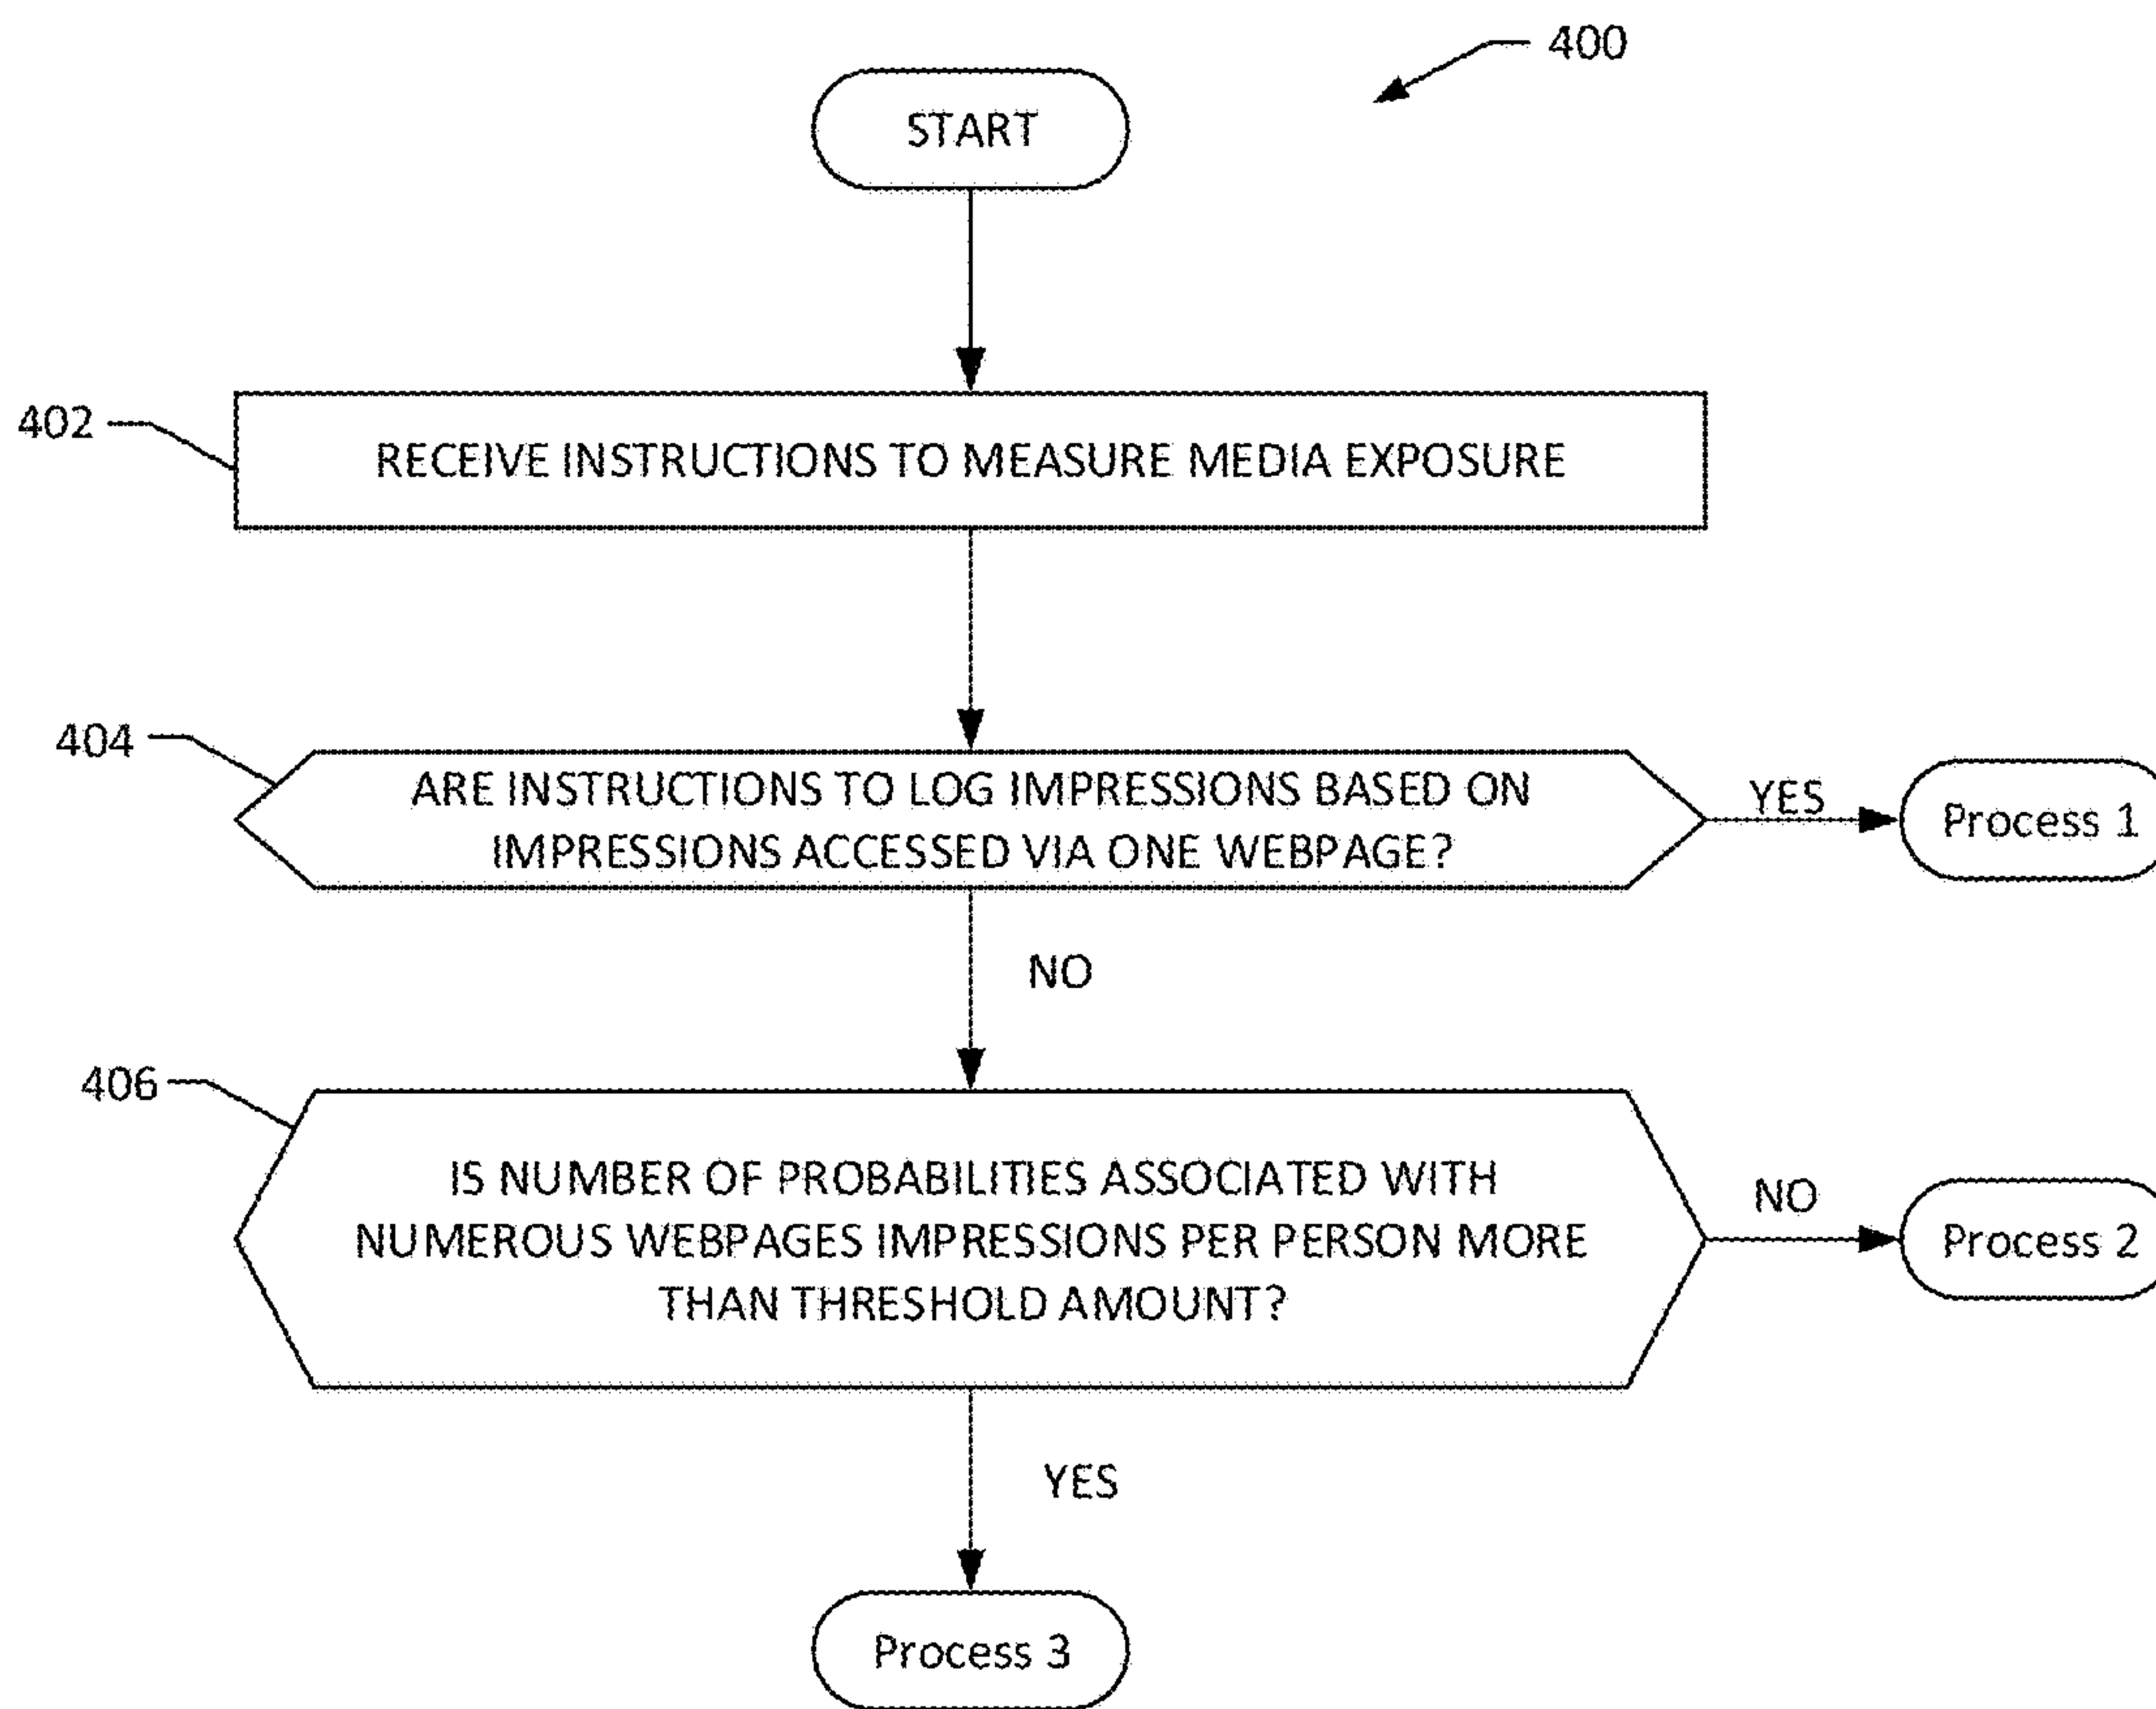 400
START
402
RECEIVE INSTRUCTIONS TO MEASURE MEDIA EXPOSURE
404
ARE INSTRUCTIONS TO LOG IMPRESSIONS BASED ON
IMPRESSIONS ACCESSED VIA ONE WEBPAGE?
YES
Process 1
NO
406
IS NUMBER OF PROBABILITIES ASSOCIATED WITH
NUMEROUS WEBPAGES IMPRESSIONS PER PERSON MORE
THAN THRESHOLD AMOUNT?
NO
Process 2
YES
Process 3